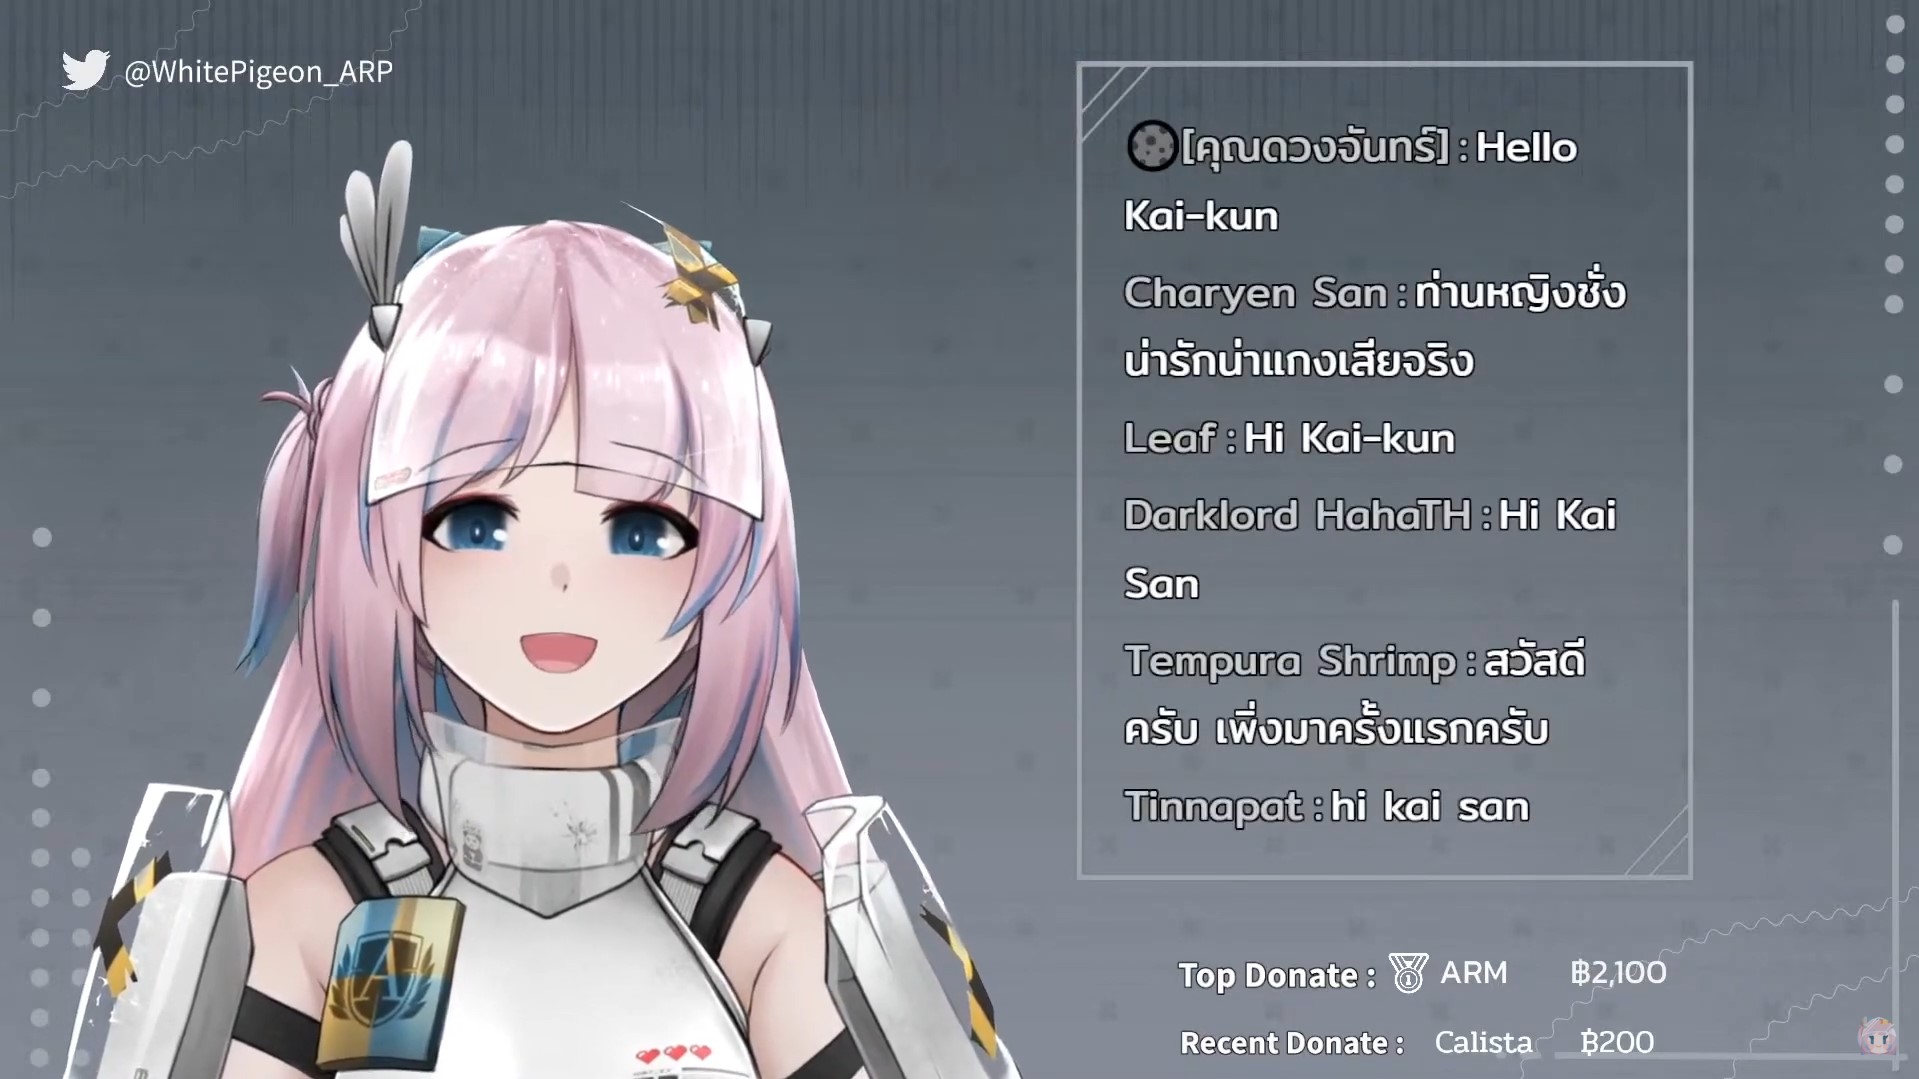 @WhitePigeon_ARP
[คุณดวงจันทร์] : Hello
Kai-kun
Charyen San : ท่านหญิงชั่ง
น่ารักน่าแกงเสียจริง
Leaf : Hi Kai-kun
Darklord HahaTH : Hi Kai
San
Tempura Shrimp : สวัสดี
ครับ เพิ่งมาครั้งแรกครับ
Tinnapat : hi kai san
Top Donate : 1 ARM ฿2,100
Recent Donate : Calista ฿200
A